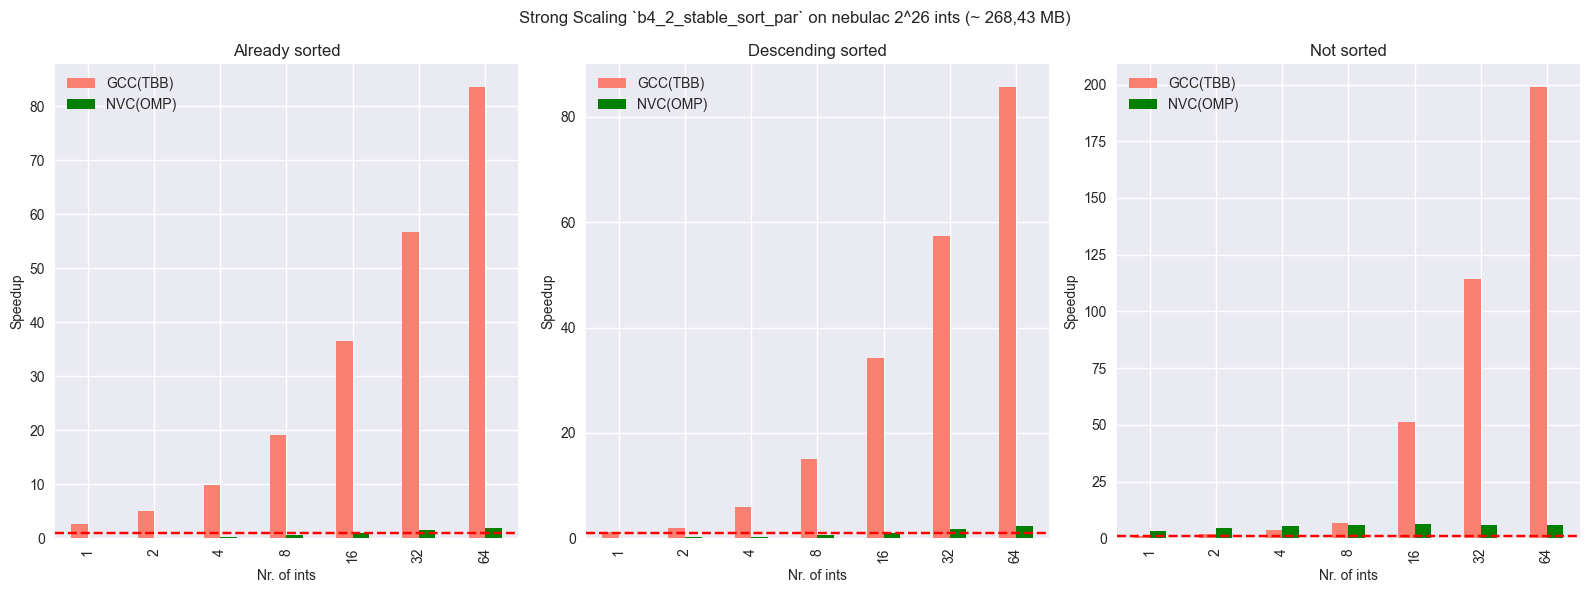 Strong Scaling `b4_2_stable_sort_par` on nebulac 2^26 ints (~ 268,43 MB)
Already sorted
GCC(TBB)
NVC(OMP)
80
70
60
50
40
30
20
10
0
Speedup
1 2 4 8 16 32 64
Nr. of ints
Descending sorted
GCC(TBB)
NVC(OMP)
80
60
40
20
0
Speedup
1 2 4 8 16 32 64
Nr. of ints
Not sorted
GCC(TBB)
NVC(OMP)
200
175
150
125
100
75
50
25
0
Speedup
1 2 4 8 16 32 64
Nr. of ints